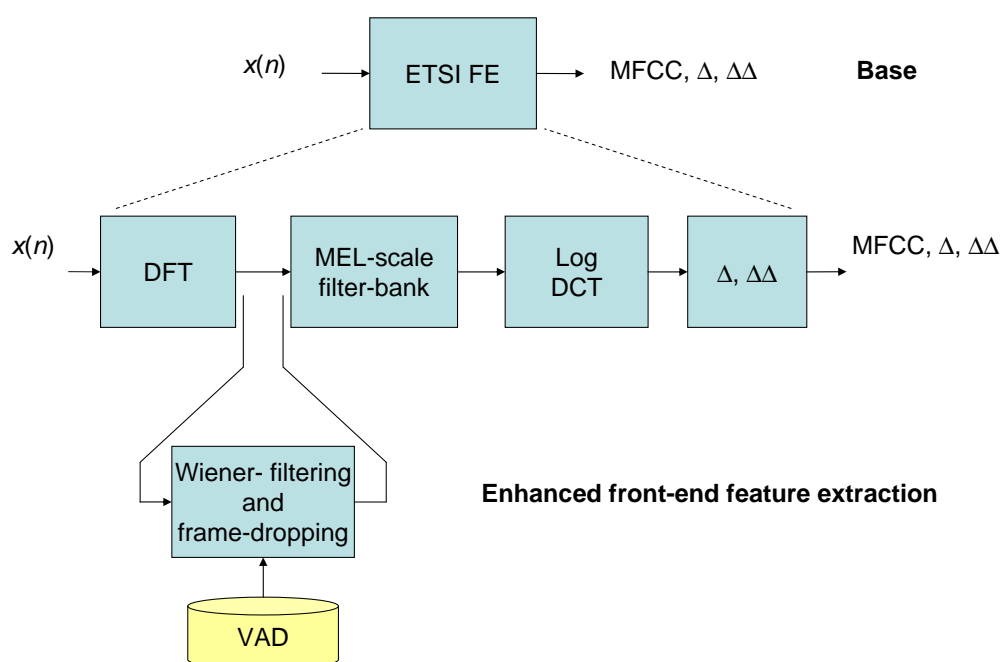 x(n)
ETSI FE
MFCC, Δ, ΔΔ
Base
x(n)
DFT
MEL-scale
filter-bank
Log
DCT
Δ, ΔΔ
MFCC, Δ, ΔΔ
Wiener- filtering
and
frame-dropping
Enhanced front-end feature extraction
VAD